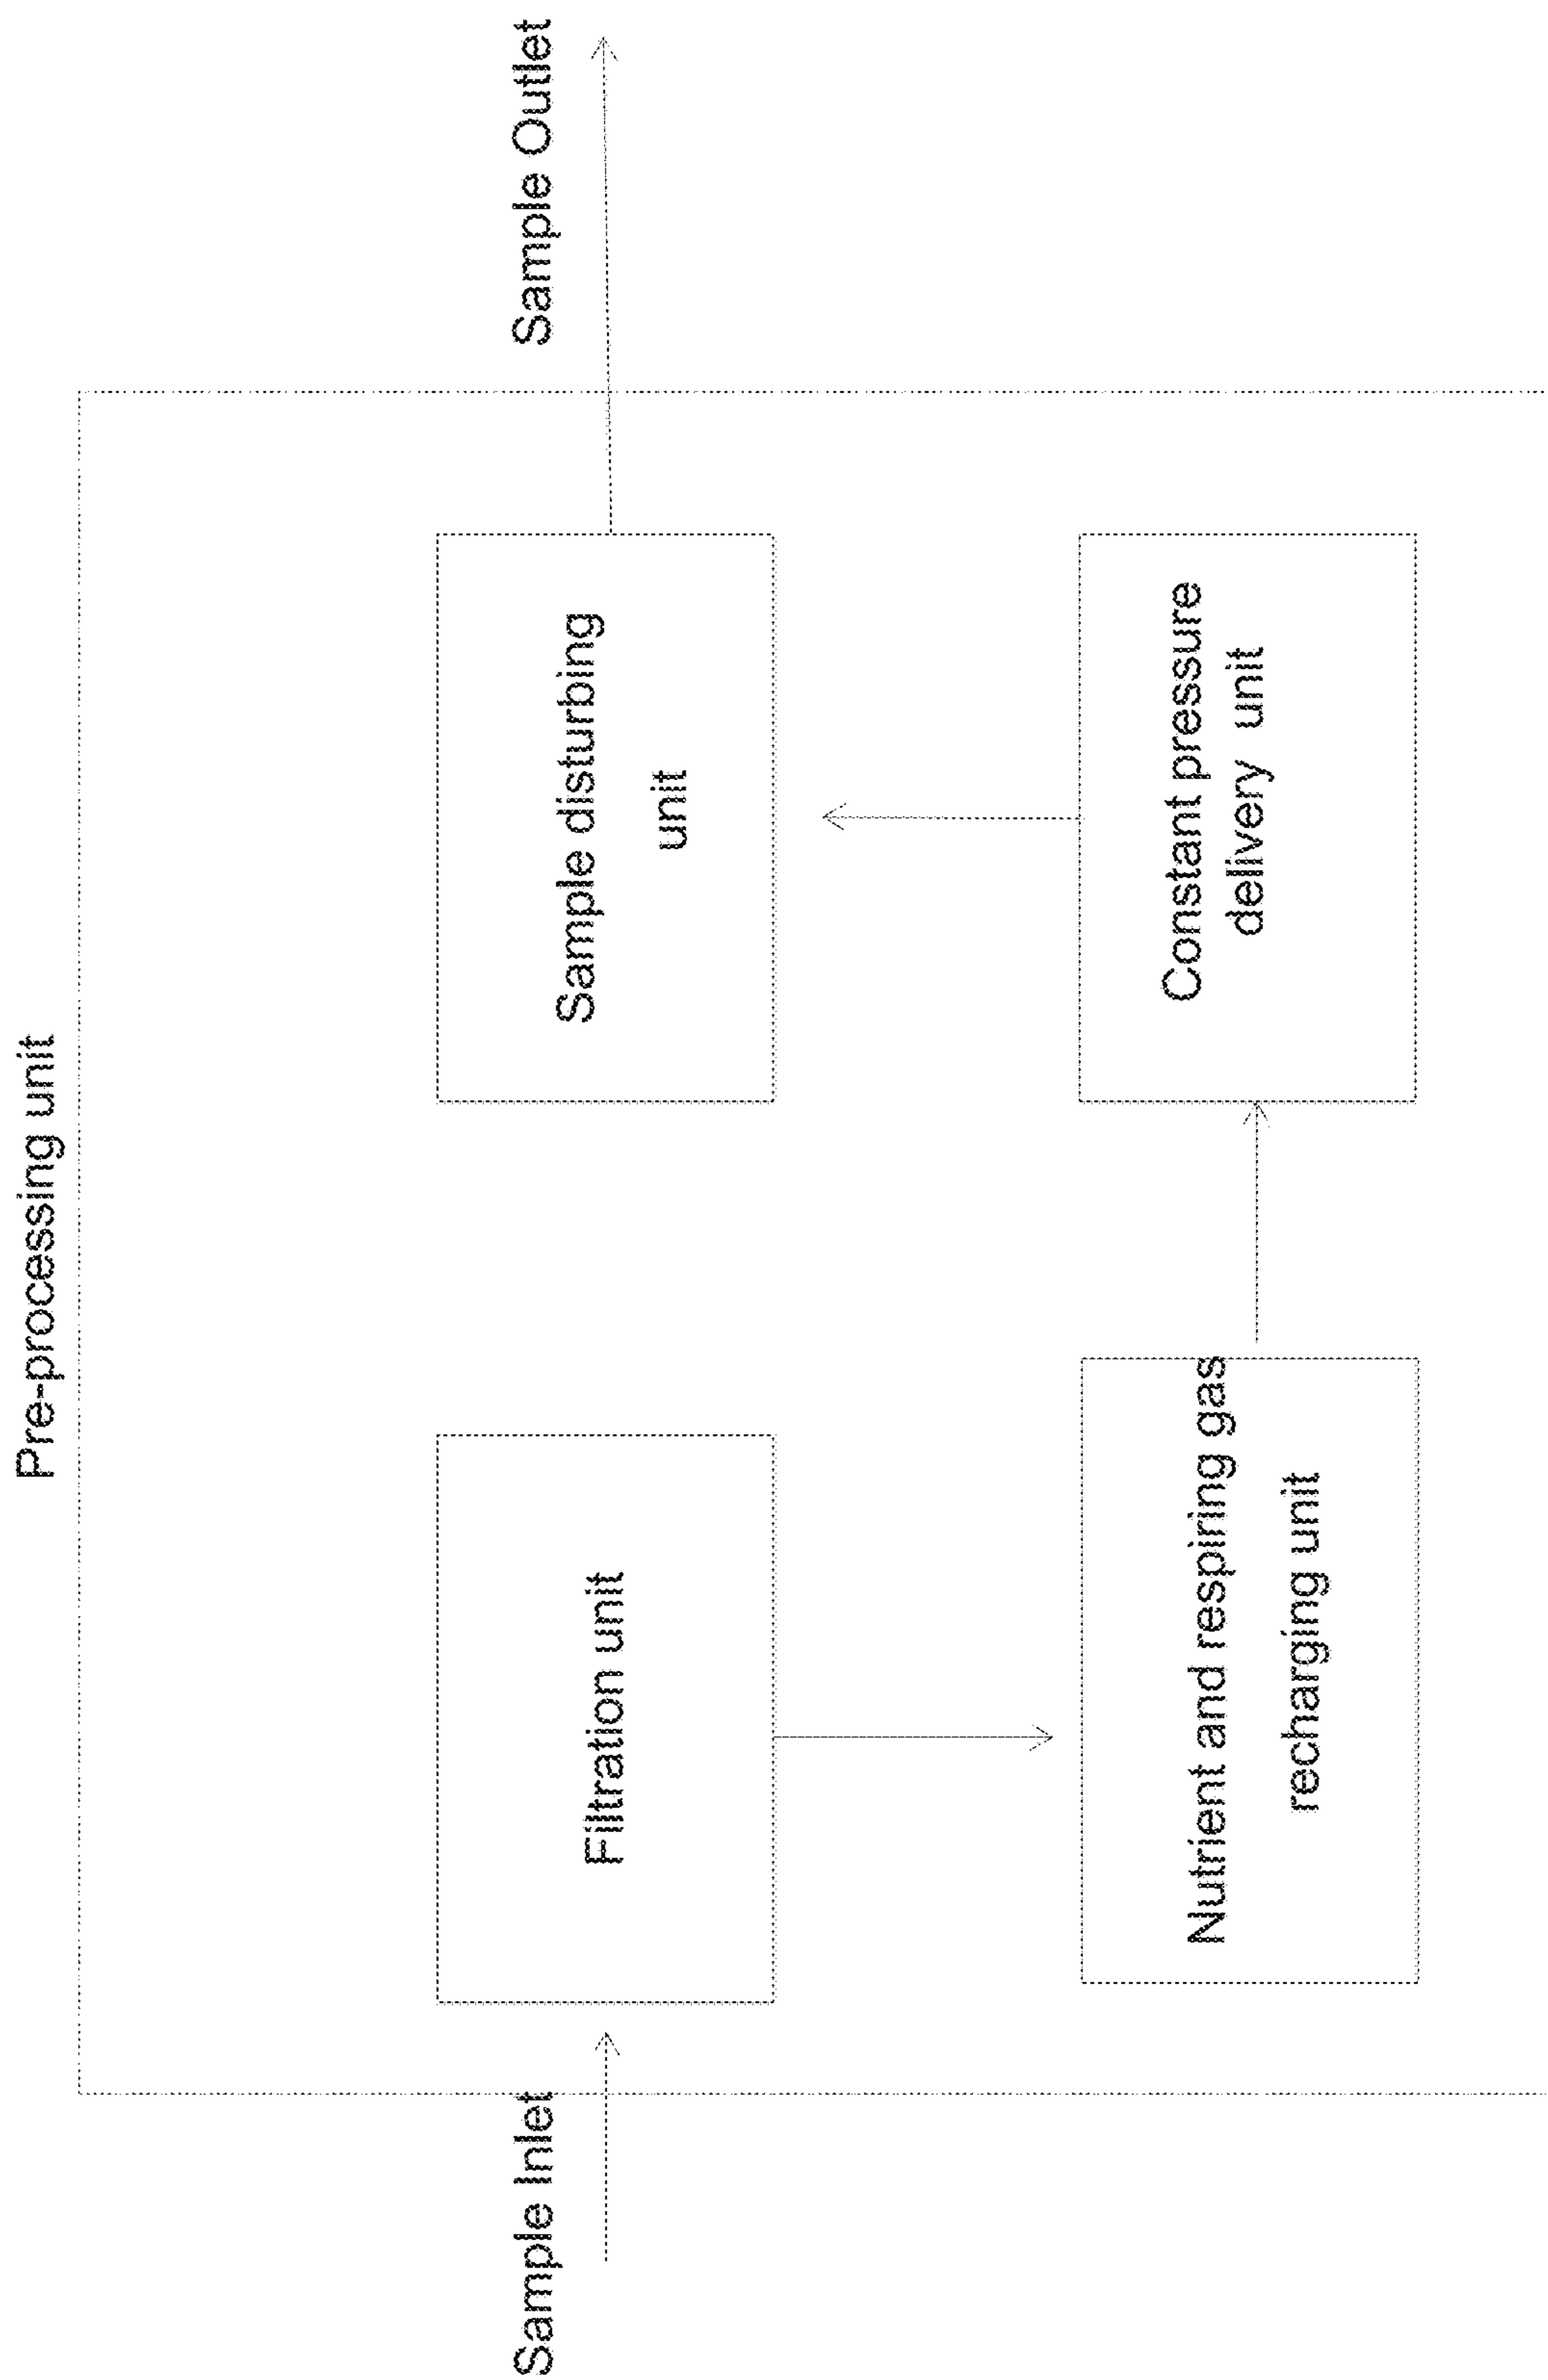 Pre-processing unit
Sample Inlet
Filtration unit
Sample disturbing
unit
Sample Outlet
Nutrient and respiring gas
recharging unit
Constant pressure
delivery unit